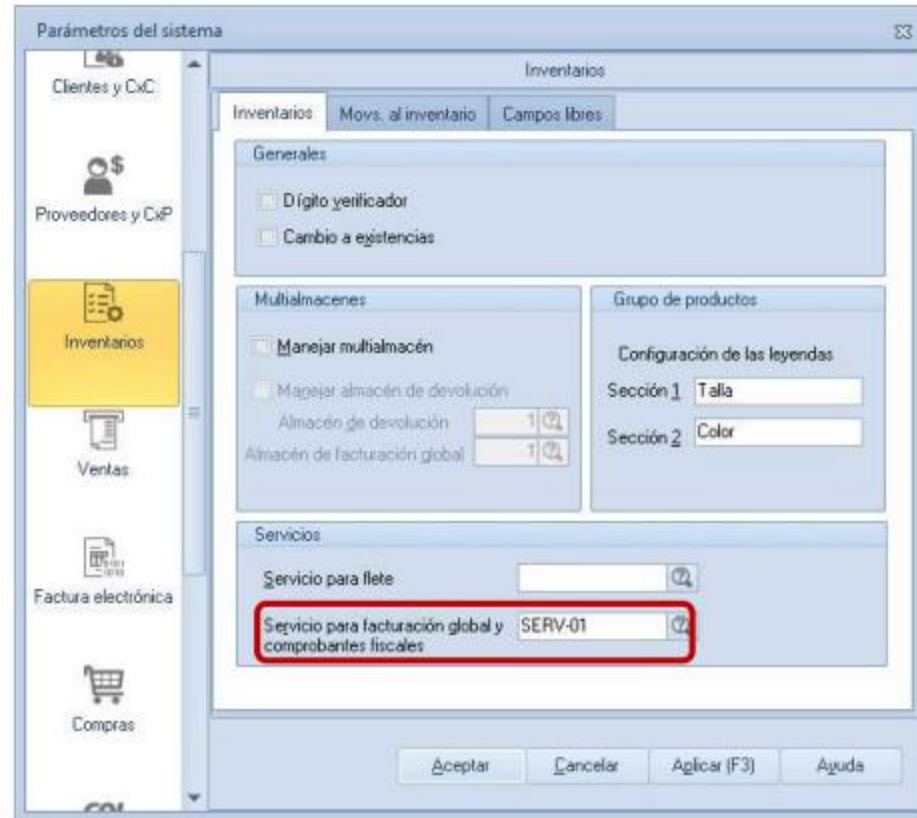 Parámetros del sistema
Clientes y CxC
Proveedores y CxP
Inventarios
Ventas
Factura electrónica
Compras
Inventarios
Inventarios
Movs. al inventario
Campos libres
Generales
Dígito verificador
Cambio a existencias
Multialmacenes
Manejar multialmacén
Manejar almacén de devolución
Almacén de devolución 1
Almacén de facturación global 1
Grupo de productos
Configuración de las leyendas
Sección 1 Talla
Sección 2 Color
Servicios
Servicio para flete
Servicio para facturación global y SERV-01
comprobantes fiscales
Aceptar
Cancelar
Aplicar (F3)
Ayuda